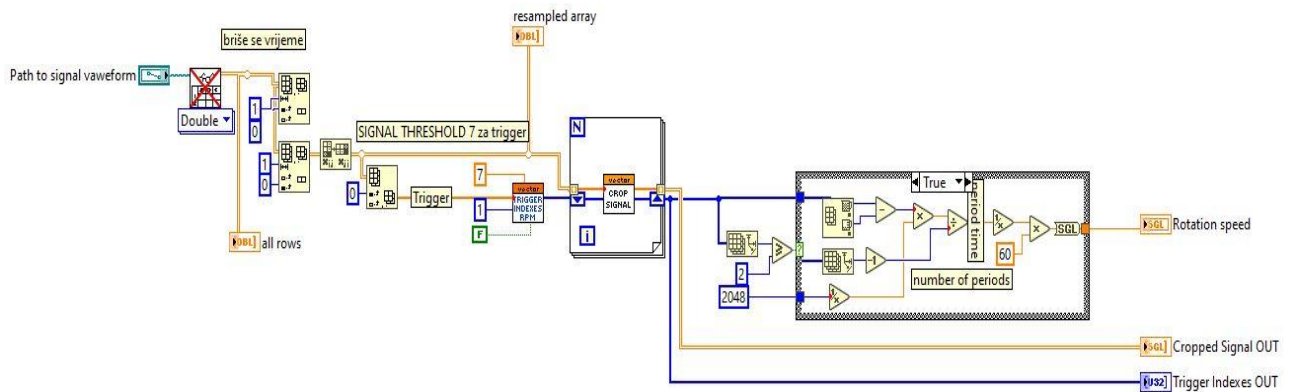 resampled array
DBL
briše se vrijeme
Path to signal vaweform
Double
1
0
1
0
SIGNAL THRESHOLD 7 za trigger
N
7
vector
CROP
SIGNAL
True
0
Trigger
vector
TRIGGER
INDEXES
RPM
1
F
i
period time
SGL
SGL
Rotation speed
60
DBL
all rows
2
-1
number of periods
2048
SGL
Cropped Signal OUT
U32
Trigger Indexes OUT